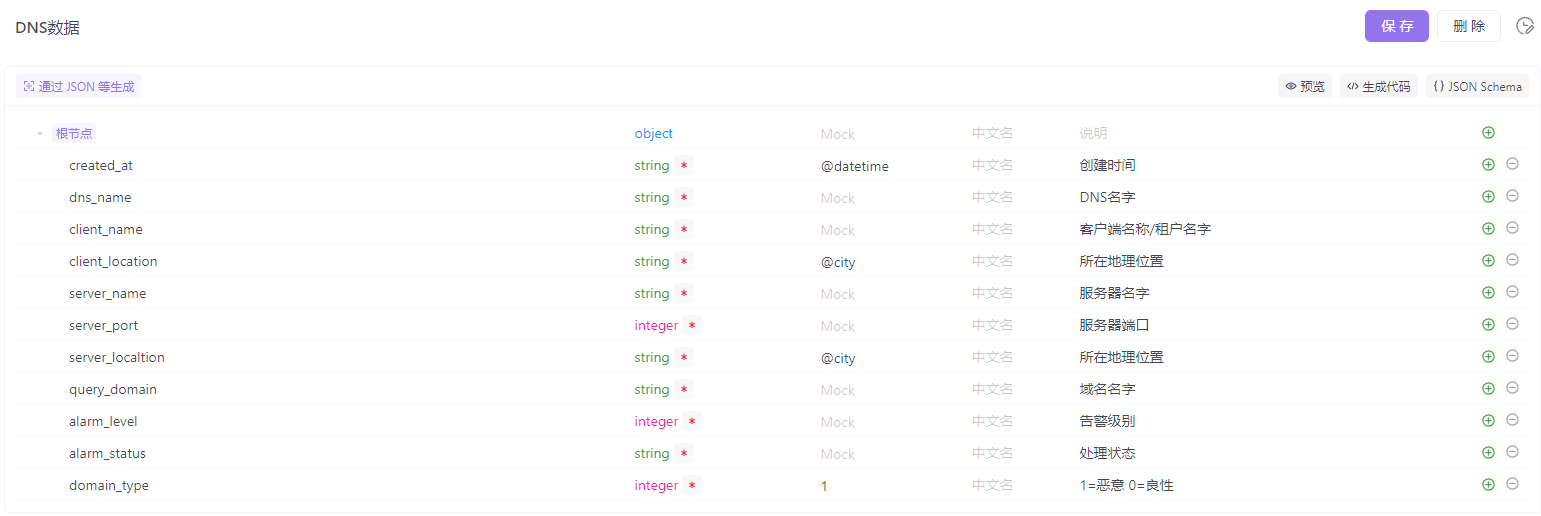 DNS数据
保 存
删 除
通过 JSON 等生成
预览
生成代码
JSON Schema
根节点 object Mock 中文名 说明
created_at string * @datetime 中文名 创建时间
dns_name string * Mock 中文名 DNS名字
client_name string * Mock 中文名 客户端名称/租户名字
client_location string * @city 中文名 所在地理位置
server_name string * Mock 中文名 服务器名字
server_port integer * Mock 中文名 服务器端口
server_localtion string * @city 中文名 所在地理位置
query_domain string * Mock 中文名 域名名字
alarm_level integer * Mock 中文名 告警级别
alarm_status string * Mock 中文名 处理状态
domain_type integer * 1 中文名 1=恶意 0=良性